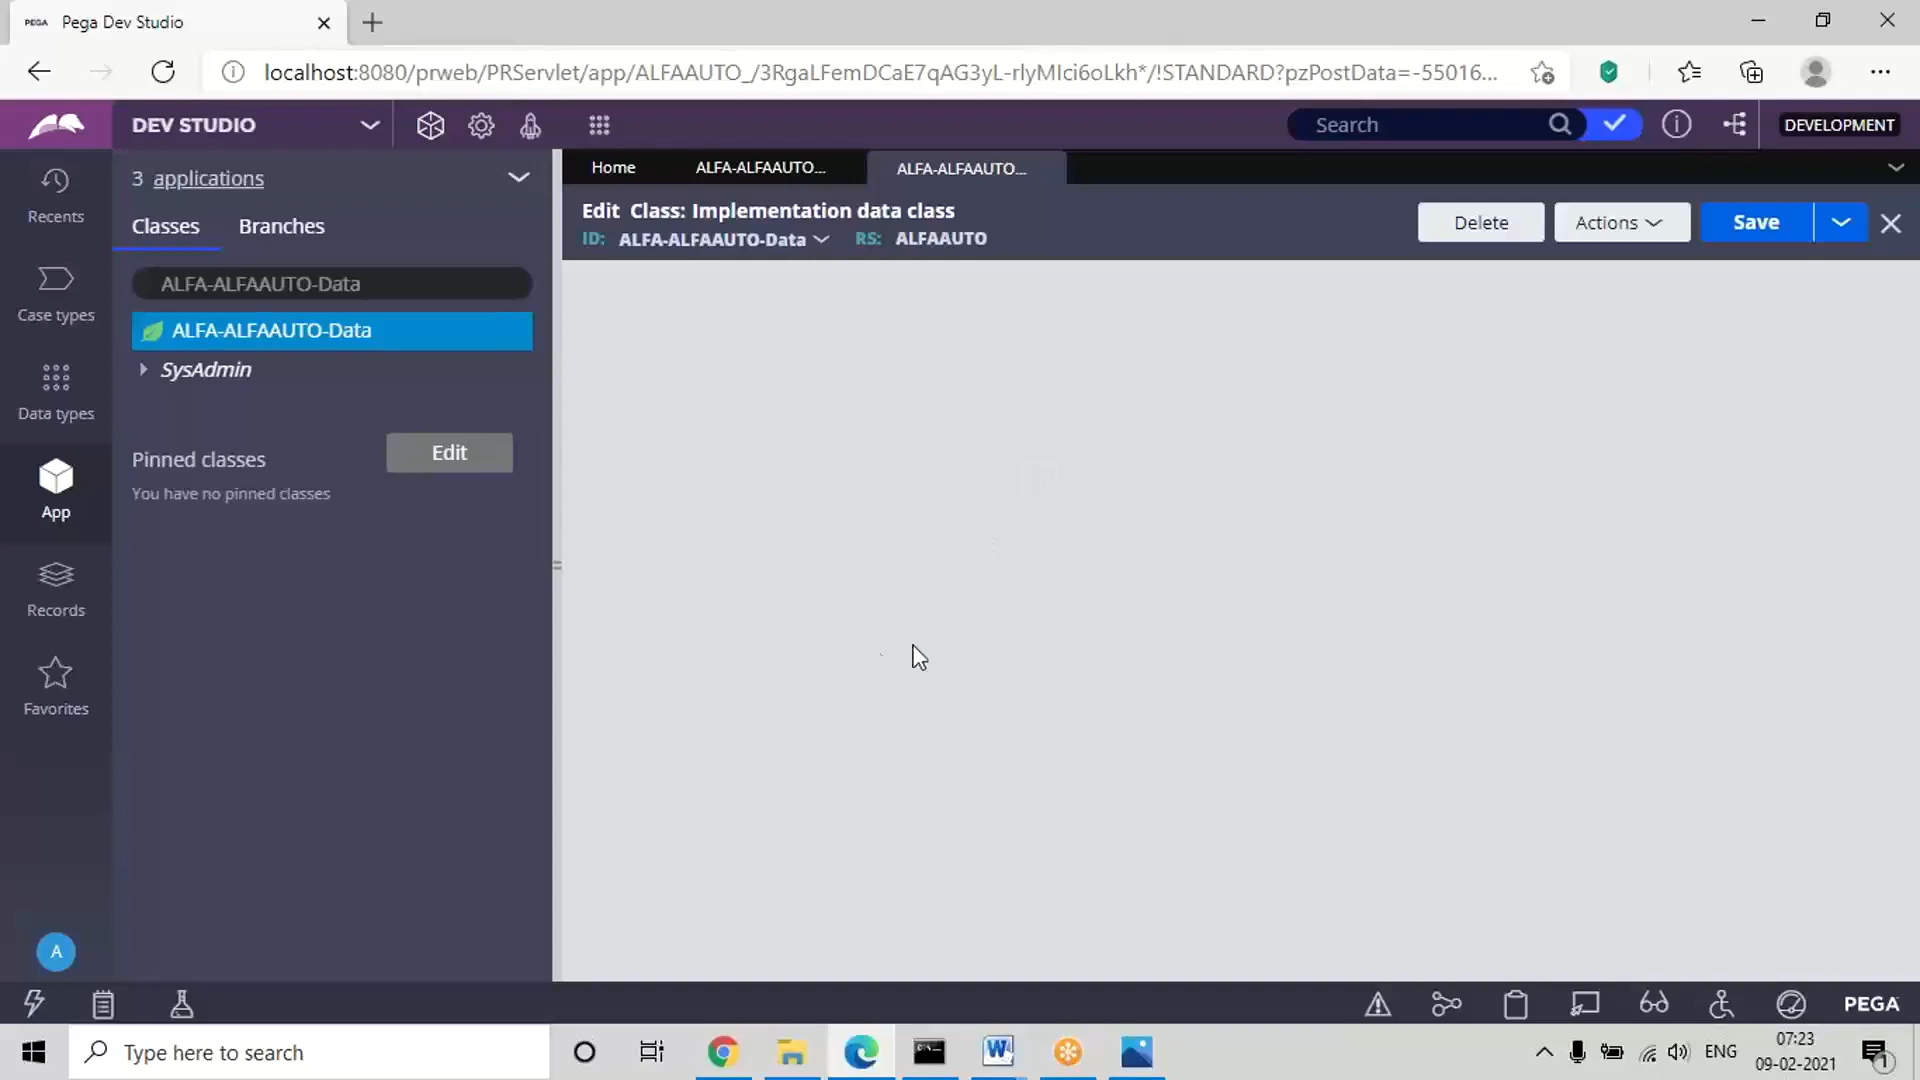 PEGA Pega Dev Studio
localhost:8080/prweb/PRServlet/app/ALFAAUTO_/3RgaLFemDCaE7qAG3yL-rlyMIci6oLkh*/!STANDARD?pzPostData=-55016...
DEV STUDIO
Search
DEVELOPMENT
Recents
Case types
Data types
App
Records
Favorites
A
3 applications
Classes Branches
ALFA-ALFAAUTO-Data
ALFA-ALFAAUTO-Data
SysAdmin
Pinned classes Edit
You have no pinned classes
Home ALFA-ALFAAUTO... ALFA-ALFAAUTO...
Edit Class: Implementation data class
ID: ALFA-ALFAAUTO-Data RS: ALFAAUTO
Delete Actions Save
PEGA
Type here to search
ENG
07:23
09-02-2021
1